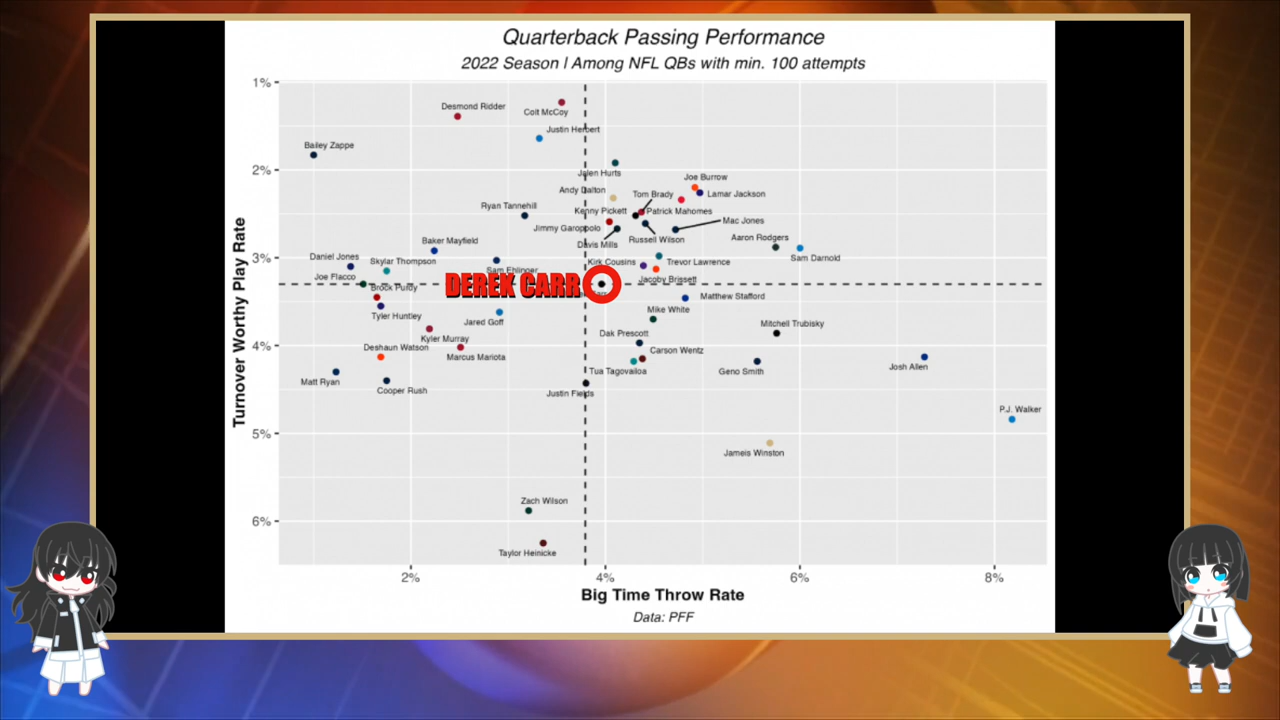 Quarterback Passing Performance
2022 Season | Among NFL QBs with min. 100 attempts
1%
Desmond Ridder
Colt McCoy
Justin Herbert
Bailey Zappe
2%
Jalen Hurts
Joe Burrow
Andy Dalton
Tom Brady
Lamar Jackson
Ryan Tannehill
Kenny Pickett
Patrick Mahomes
Mac Jones
Jimmy Garoppolo
Baker Mayfield
Davis Mills
Russell Wilson
Aaron Rodgers
3%
Daniel Jones
Skylar Thompson
Kirk Cousins
Trevor Lawrence
Sam Darnold
Sam Ehlinger
Joe Flacco
Jacoby Brissett
DEREK CARR
Brock Purdy
Matthew Stafford
Tyler Huntley
Jared Goff
Mike White
Mitchell Trubisky
Dak Prescott
Kyler Murray
4%
Deshaun Watson
Marcus Mariota
Carson Wentz
Josh Allen
Matt Ryan
Cooper Rush
Tua Tagovailoa
Geno Smith
Justin Fields
P.J. Walker
5%
Jameis Winston
Zach Wilson
6%
Taylor Heinicke
Turnover Worthy Play Rate
2%
4%
6%
8%
Big Time Throw Rate
Data: PFF